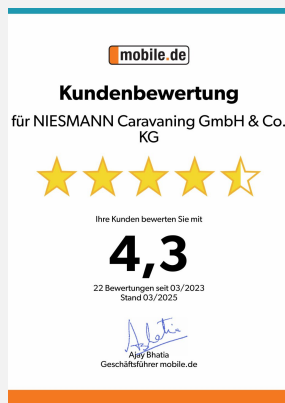 mobile.de
Kundenbewertung
für NIESMANN Caravaning GmbH & Co.
KG
Ihre Kunden bewerten Sie mit
4,3
22 Bewertungen seit 03/2023
Stand 03/2025
Ajay Bhatia
Geschäftsführer mobile.de